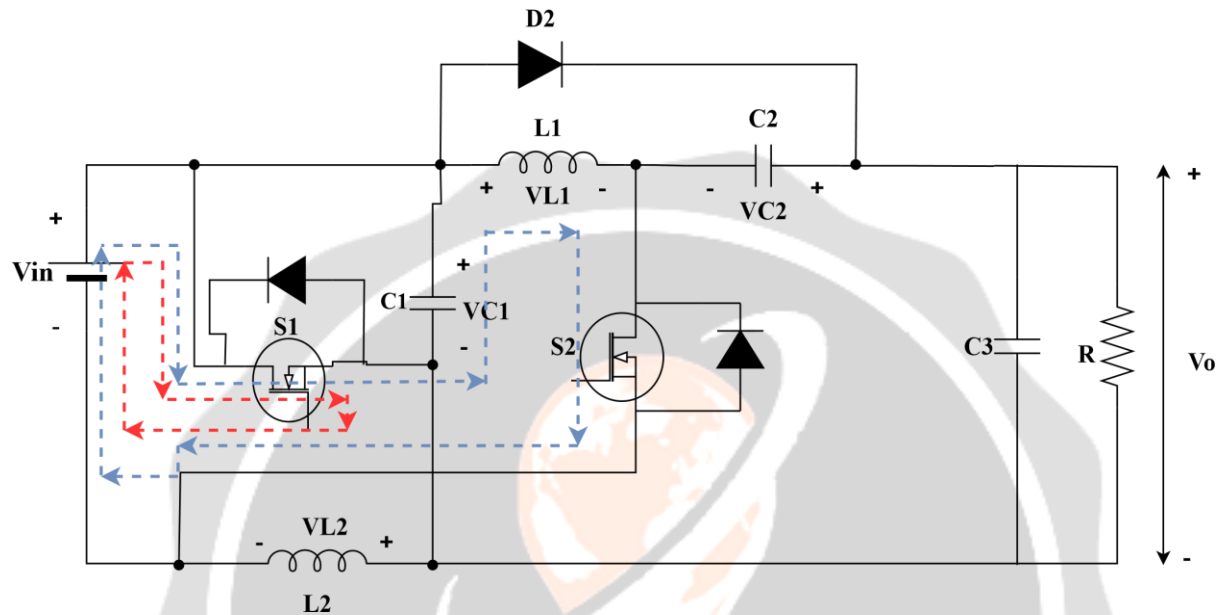 D2
L1
C2
+
VL1
-
-
VC2
+
+
+
Vin
-
S1
C1
+
VC1
-
S2
C3
R
Vo
VL2
-
+
L2
-